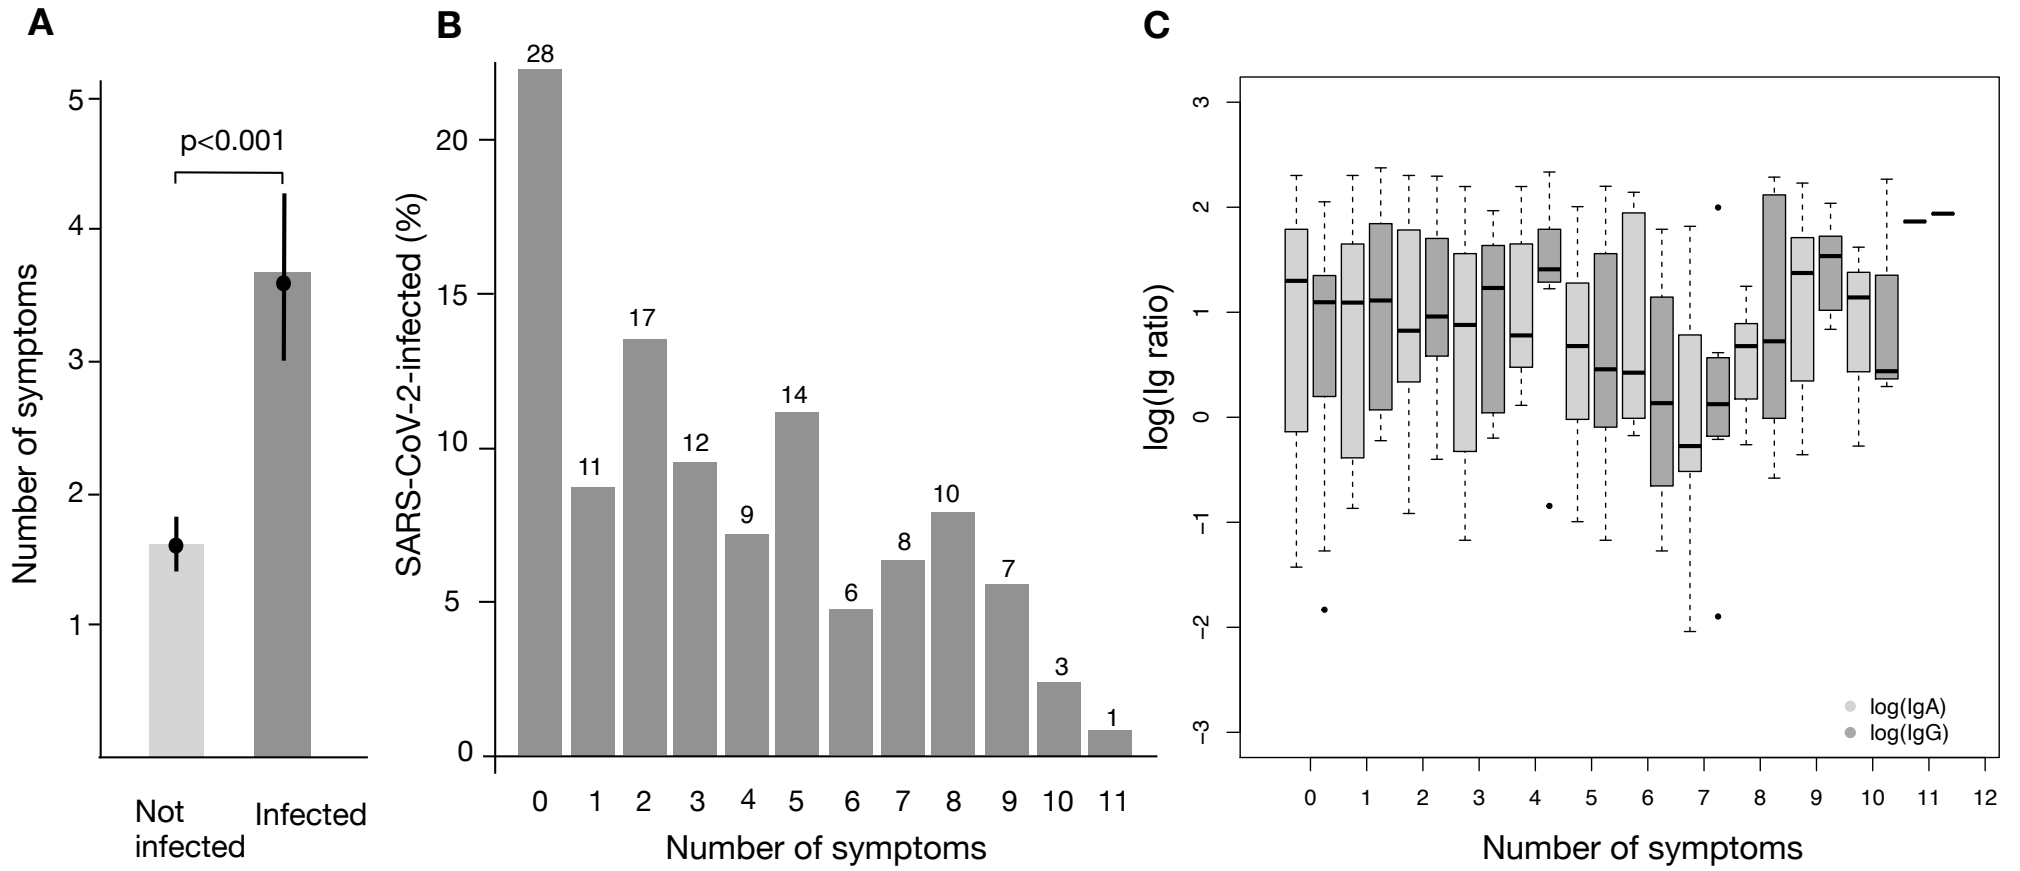 A
5
4
3
2
1
Number of symptoms
p<0.001
Not
infected
Infected
B
20
15
10
5
0
SARS-CoV-2-infected (%)
28
11
17
12
9
14
6
8
10
7
3
1
0 1 2 3 4 5 6 7 8 9 10 11
Number of symptoms
C
3
2
1
0
−1
−2
−3
log(Ig ratio)
log(IgA)
log(IgG)
0 1 2 3 4 5 6 7 8 9 10 11 12
Number of symptoms